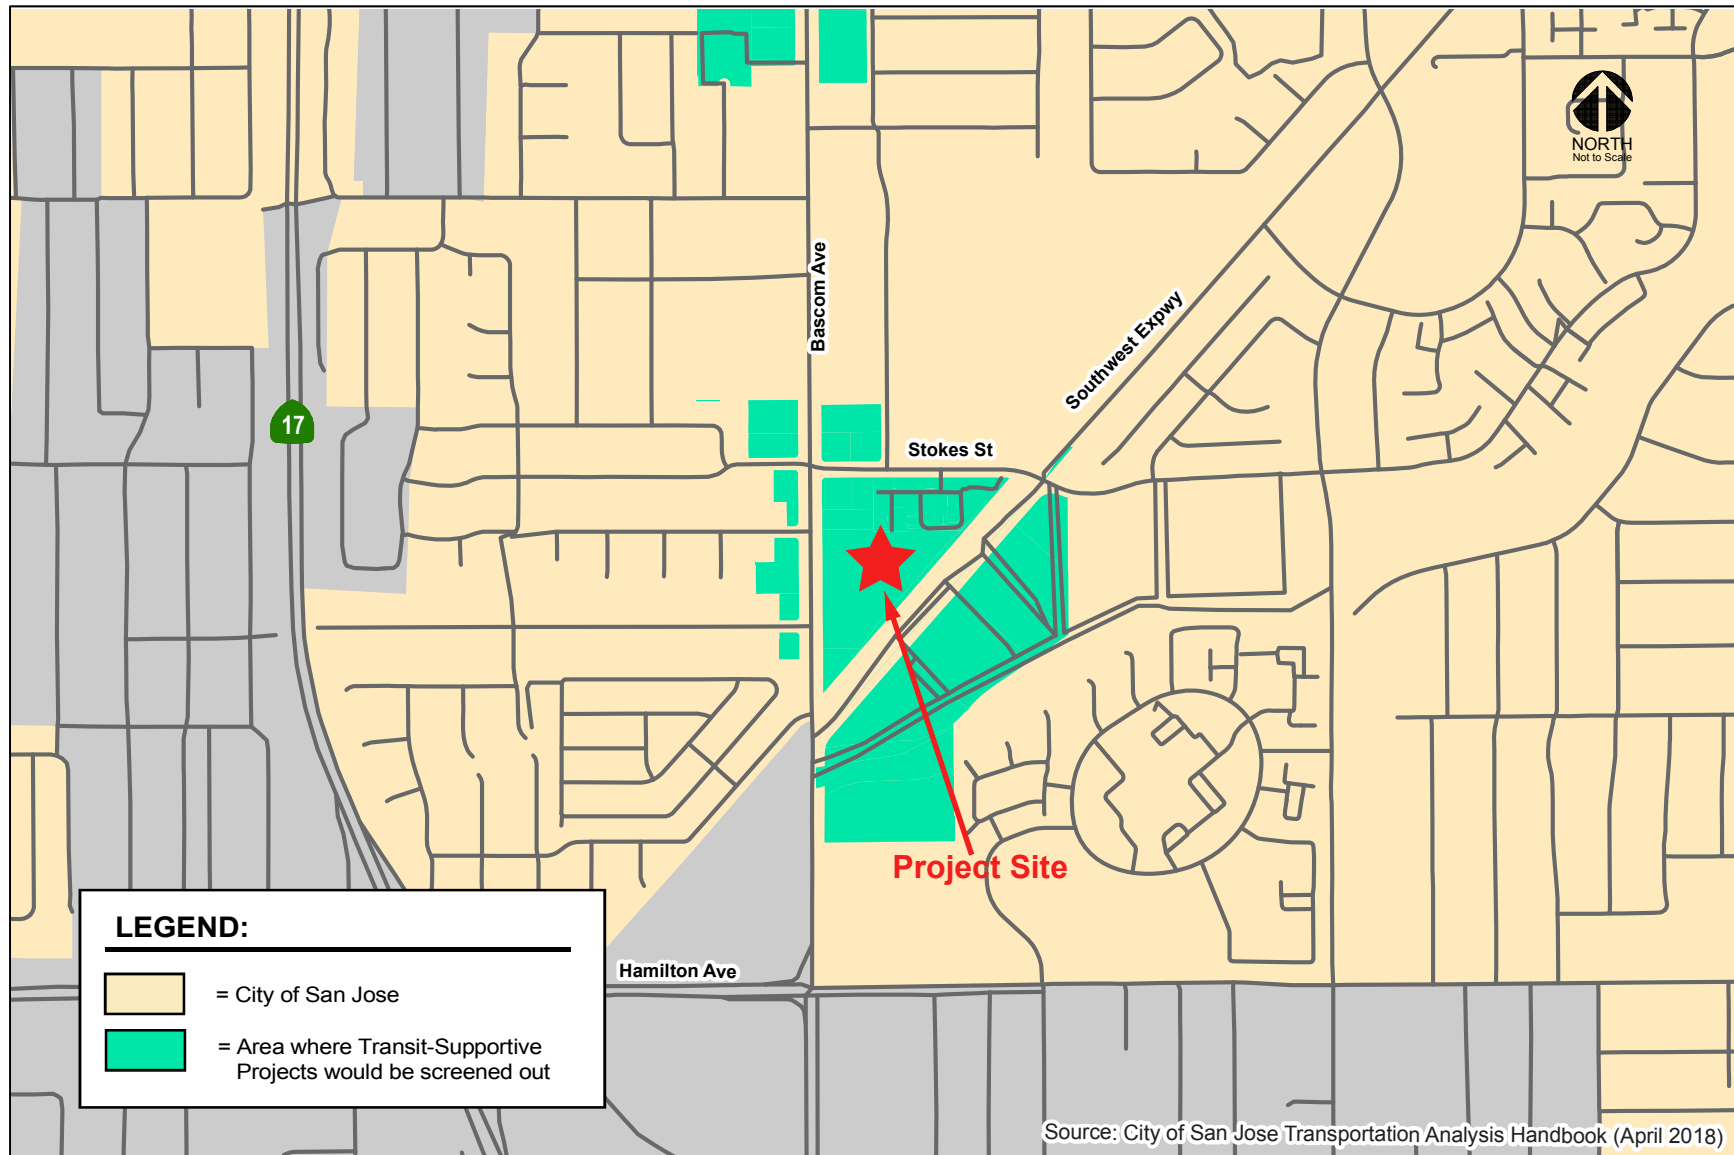 NORTH
Not to Scale
Bascom Ave
Southwest Expwy
17
Stokes St
Project Site
LEGEND:
= City of San Jose
= Area where Transit-Supportive
Projects would be screened out
Hamilton Ave
Source: City of San Jose Transportation Analysis Handbook (April 2018)